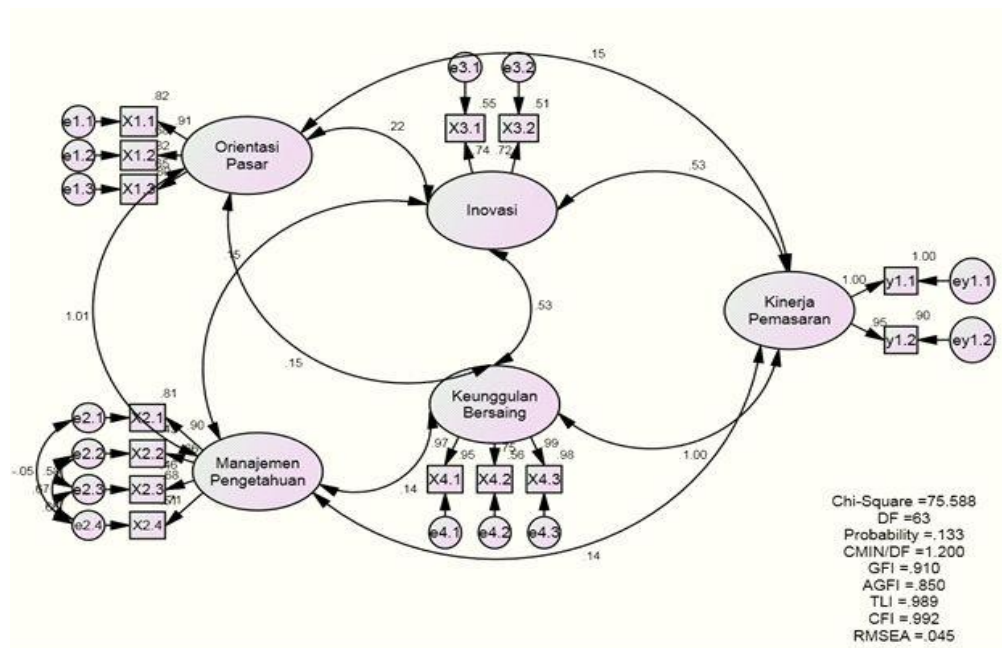 .15
e3.1
e3.2
.82
.55
.51
e1.1
X1.1
.91
Orientasi
Pasar
.22
X3.1
X3.2
e1.2
X1.2
.82
.74
.72
.53
e1.3
X1.3
Inovasi
1.00
1.00
y1.1
ey1.1
Kinerja
Pemasaran
.53
1.01
.95
.90
y1.2
ey1.2
.15
.81
Keunggulan
Bersaing
e2.1
X2.1
.90
.97
.95
.75
.56
.99
.98
1.00
e2.2
X2.2
Manajemen
Pengetahuan
-.05
.46
.68
X4.1
X4.2
X4.3
.14
e2.3
X2.3
e2.4
X2.4
e4.1
e4.2
e4.3
.14
Chi-Square =75.588
DF =63
Probability =.133
CMIN/DF =1.200
GFI =.910
AGFI =.850
TLI =.989
CFI =.992
RMSEA =.045